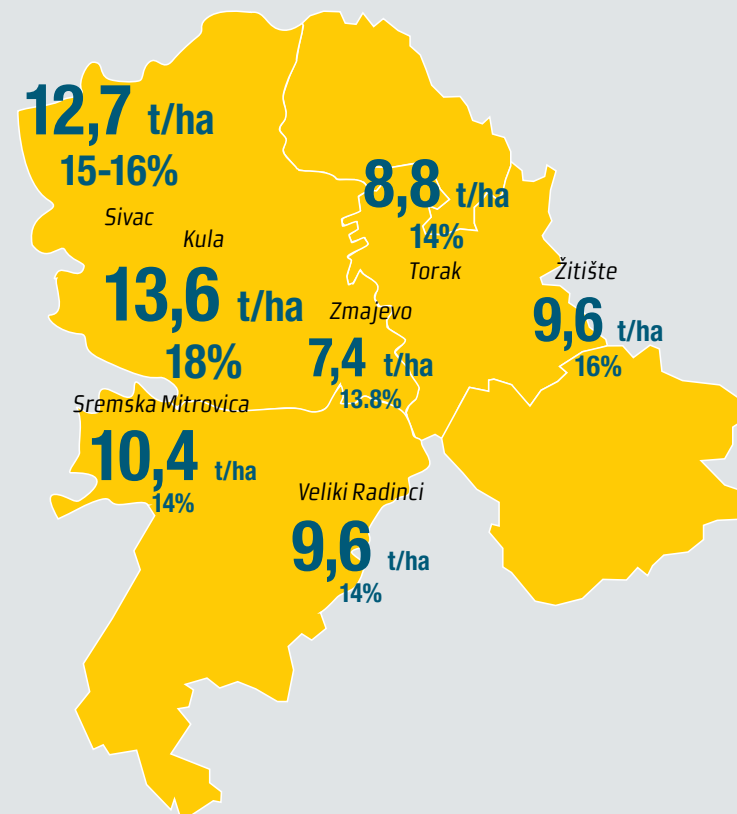 12,7 t/ha
15-16%
Sivac
Kula
13,6 t/ha
18%
8,8 t/ha
14%
Torak
Žitište
9,6 t/ha
16%
Zmajevo
7,4 t/ha
13.8%
Sremska Mitrovica
10,4 t/ha
14%
Veliki Radinci
9,6 t/ha
14%